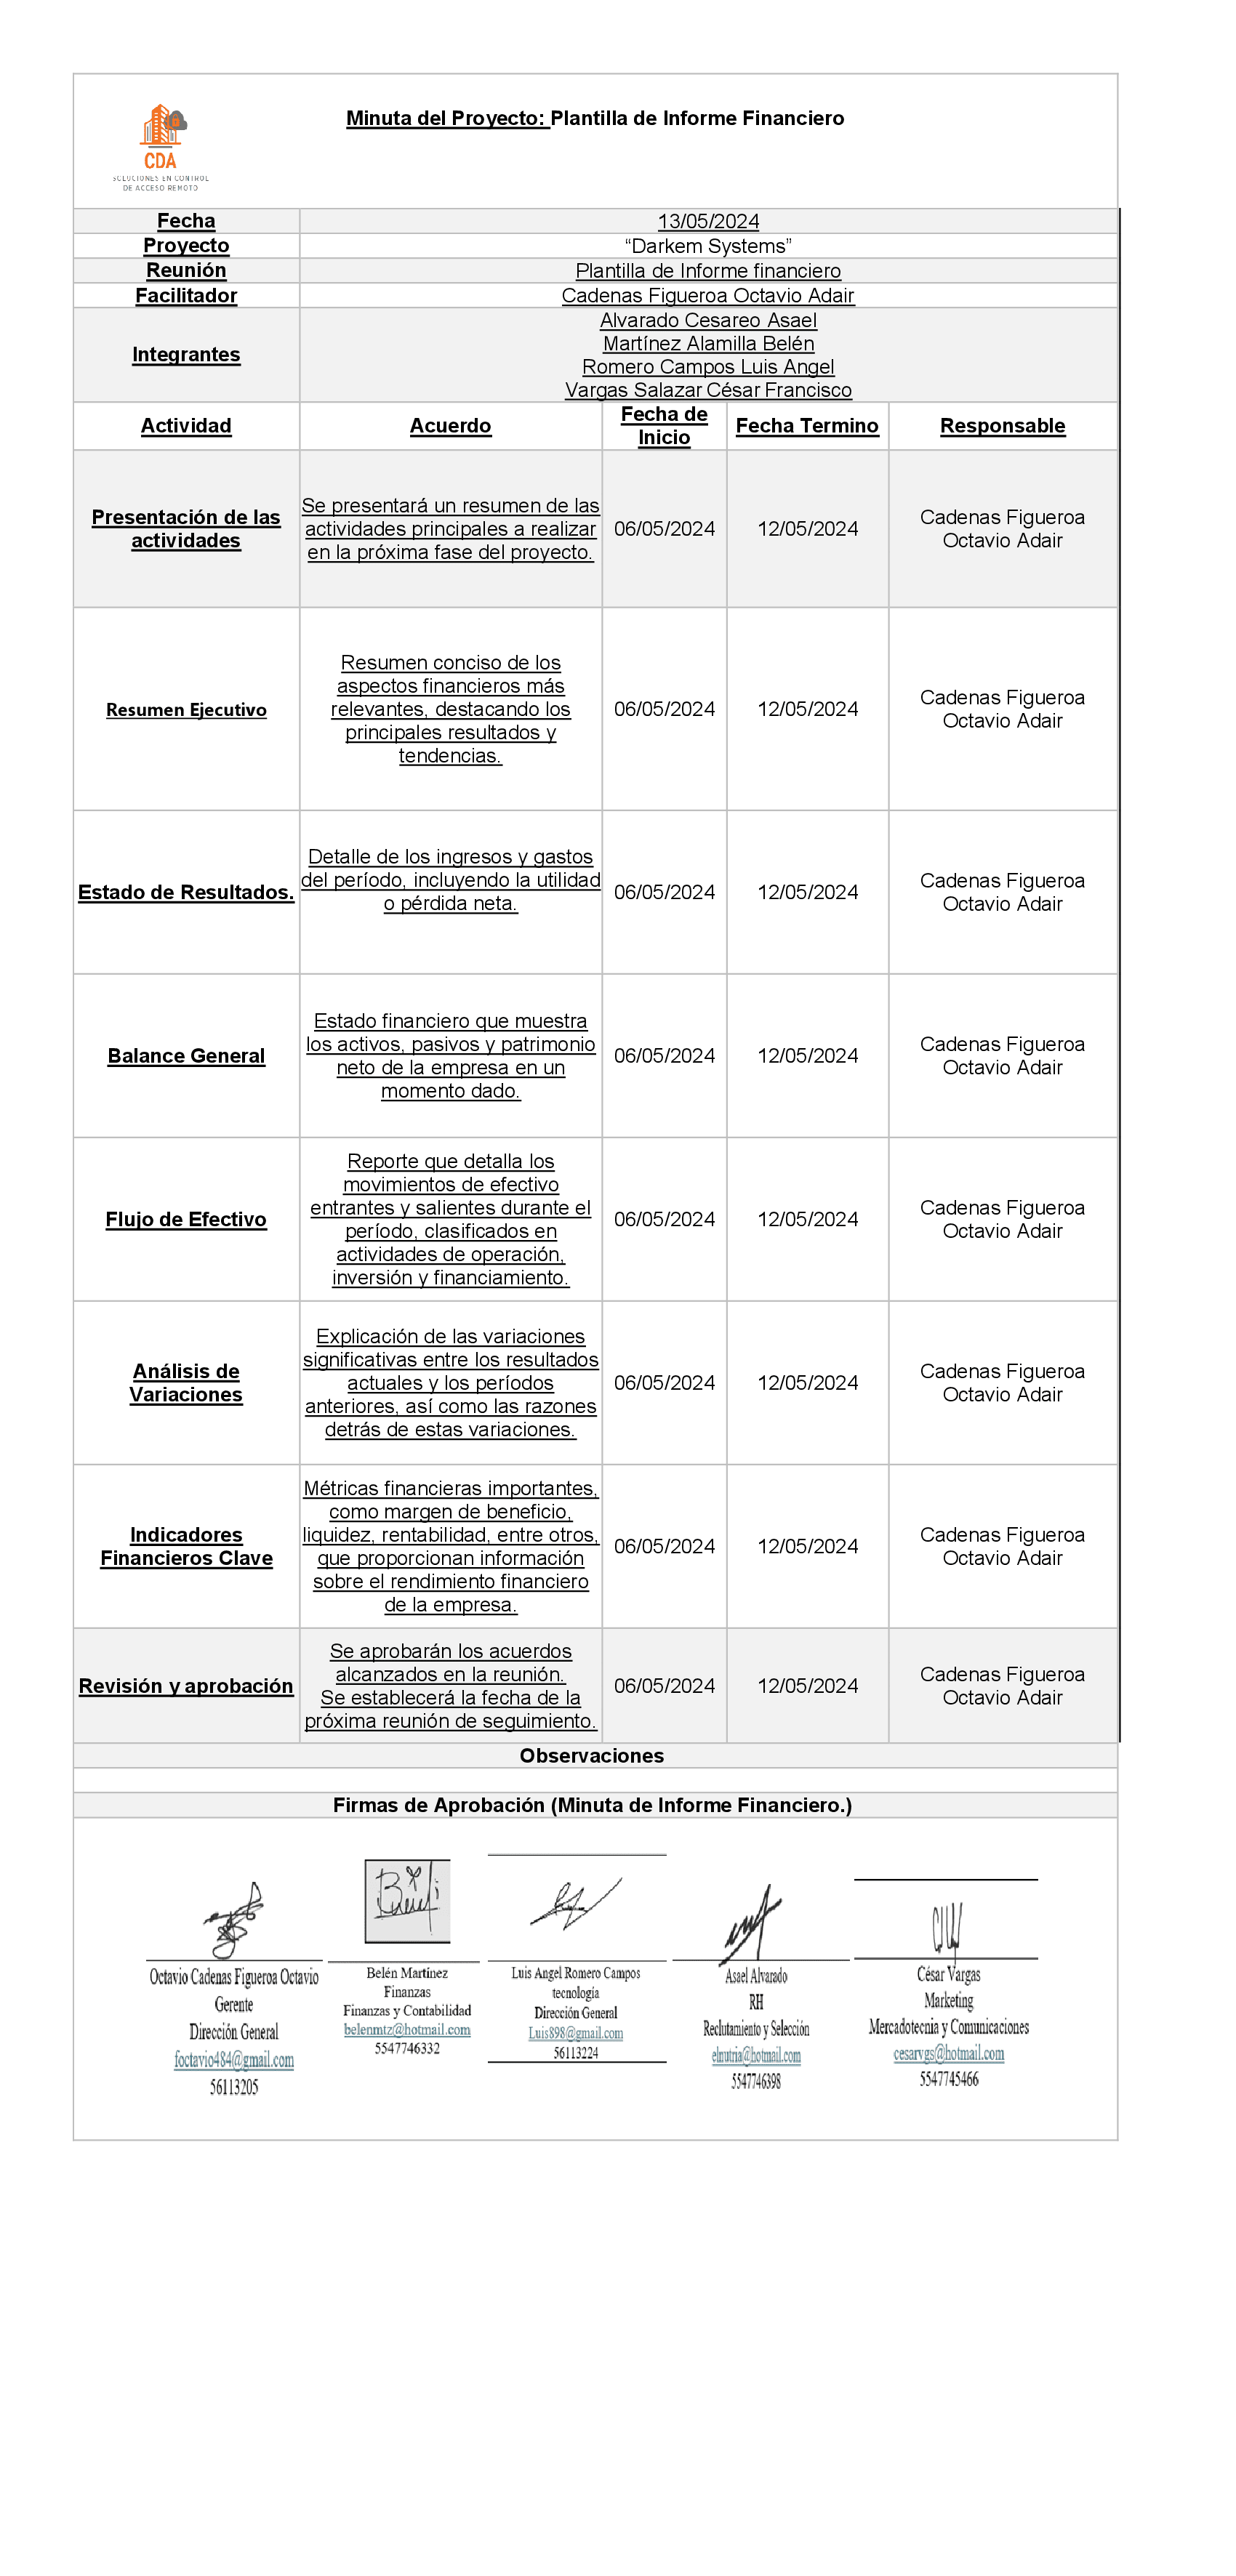 Minuta del Proyecto: Plantilla de Informe Financiero
CDA
SOLUCIONES EN CONTROL
DE ACCESO REMOTO
Fecha
13/05/2024
Proyecto
“Darkem Systems”
Reunión
Plantilla de Informe financiero
Facilitador
Cadenas Figueroa Octavio Adair
Integrantes
Alvarado Cesareo Asael
Martínez Alamilla Belén
Romero Campos Luis Angel
Vargas Salazar César Francisco
Actividad
Acuerdo
Fecha de
Inicio
Fecha Termino
Responsable
Presentación de las
actividades
Se presentará un resumen de las
actividades principales a realizar
en la próxima fase del proyecto.
06/05/2024
12/05/2024
Cadenas Figueroa
Octavio Adair
Resumen Ejecutivo
Resumen conciso de los
aspectos financieros más
relevantes, destacando los
principales resultados y
tendencias.
06/05/2024
12/05/2024
Cadenas Figueroa
Octavio Adair
Estado de Resultados.
Detalle de los ingresos y gastos
del período, incluyendo la utilidad
o pérdida neta.
06/05/2024
12/05/2024
Cadenas Figueroa
Octavio Adair
Balance General
Estado financiero que muestra
los activos, pasivos y patrimonio
neto de la empresa en un
momento dado.
06/05/2024
12/05/2024
Cadenas Figueroa
Octavio Adair
Flujo de Efectivo
Reporte que detalla los
movimientos de efectivo
entrantes y salientes durante el
período, clasificados en
actividades de operación,
inversión y financiamiento.
06/05/2024
12/05/2024
Cadenas Figueroa
Octavio Adair
Análisis de
Variaciones
Explicación de las variaciones
significativas entre los resultados
actuales y los períodos
anteriores, así como las razones
detrás de estas variaciones.
06/05/2024
12/05/2024
Cadenas Figueroa
Octavio Adair
Indicadores
Financieros Clave
Métricas financieras importantes,
como margen de beneficio,
liquidez, rentabilidad, entre otros,
que proporcionan información
sobre el rendimiento financiero
de la empresa.
06/05/2024
12/05/2024
Cadenas Figueroa
Octavio Adair
Revisión y aprobación
Se aprobarán los acuerdos
alcanzados en la reunión.
Se establecerá la fecha de la
próxima reunión de seguimiento.
06/05/2024
12/05/2024
Cadenas Figueroa
Octavio Adair
Observaciones
Firmas de Aprobación (Minuta de Informe Financiero.)
Octavio Cadenas Figueroa Octavio
Gerente
Dirección General
foctavio484@gmail.com
56113205
Belén Martinez
Finanzas
Finanzas y Contabilidad
belenmtz@hotmail.com
5547746332
Luis Angel Romero Campos
tecnología
Dirección General
Luis898@gmail.com
56113224
Asael Alvarado
RH
Reclutamiento y Selección
elnutria@hotmail.com
5547746398
César Vargas
Marketing
Mercadotecnia y Comunicaciones
cesarvgs@hotmail.com
5547745466